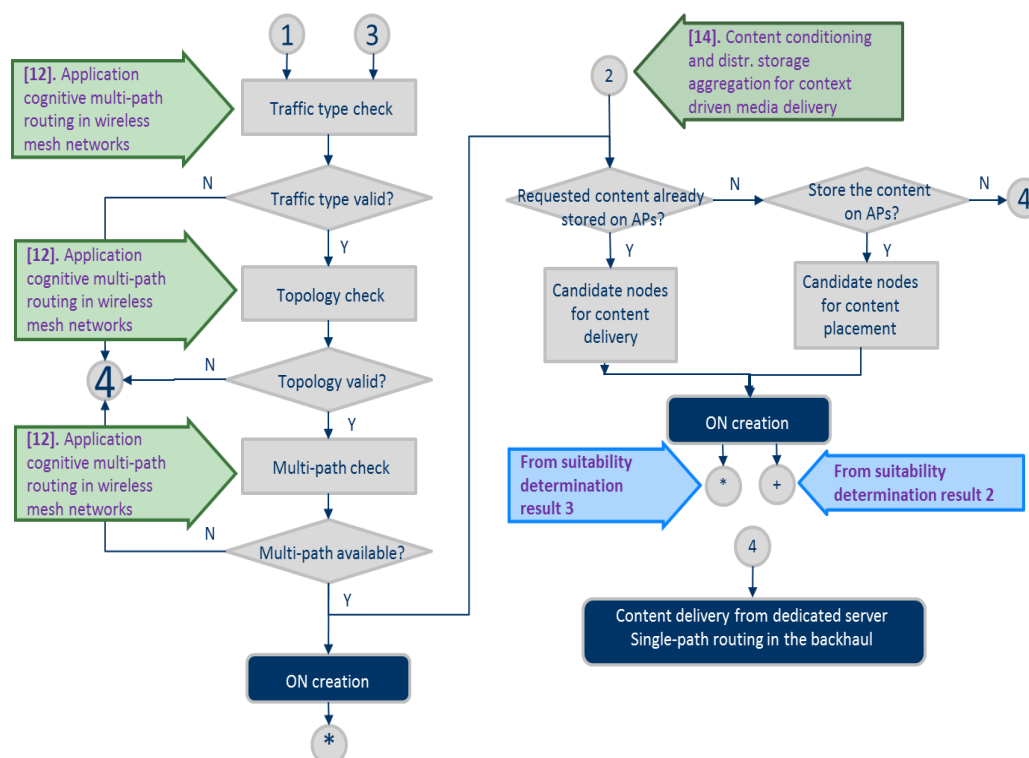 1
3
[12]. Application
cognitive multi-path
routing in wireless
mesh networks
Traffic type check
N
Traffic type valid?
Y
[12]. Application
cognitive multi-path
routing in wireless
mesh networks
Topology check
N
4
Topology valid?
Y
[12]. Application
cognitive multi-path
routing in wireless
mesh networks
Multi-path check
N
Multi-path available?
Y
ON creation
*
2
[14]. Content conditioning
and distr. storage
aggregation for context
driven media delivery
Requested content already
stored on APs?
N
Store the content
on APs?
N
4
Y
Y
Candidate nodes
for content
delivery
Candidate nodes
for content
placement
ON creation
From suitability
determination
result 3
*
+
From suitability
determination result 2
4
Content delivery from dedicated server
Single-path routing in the backhaul